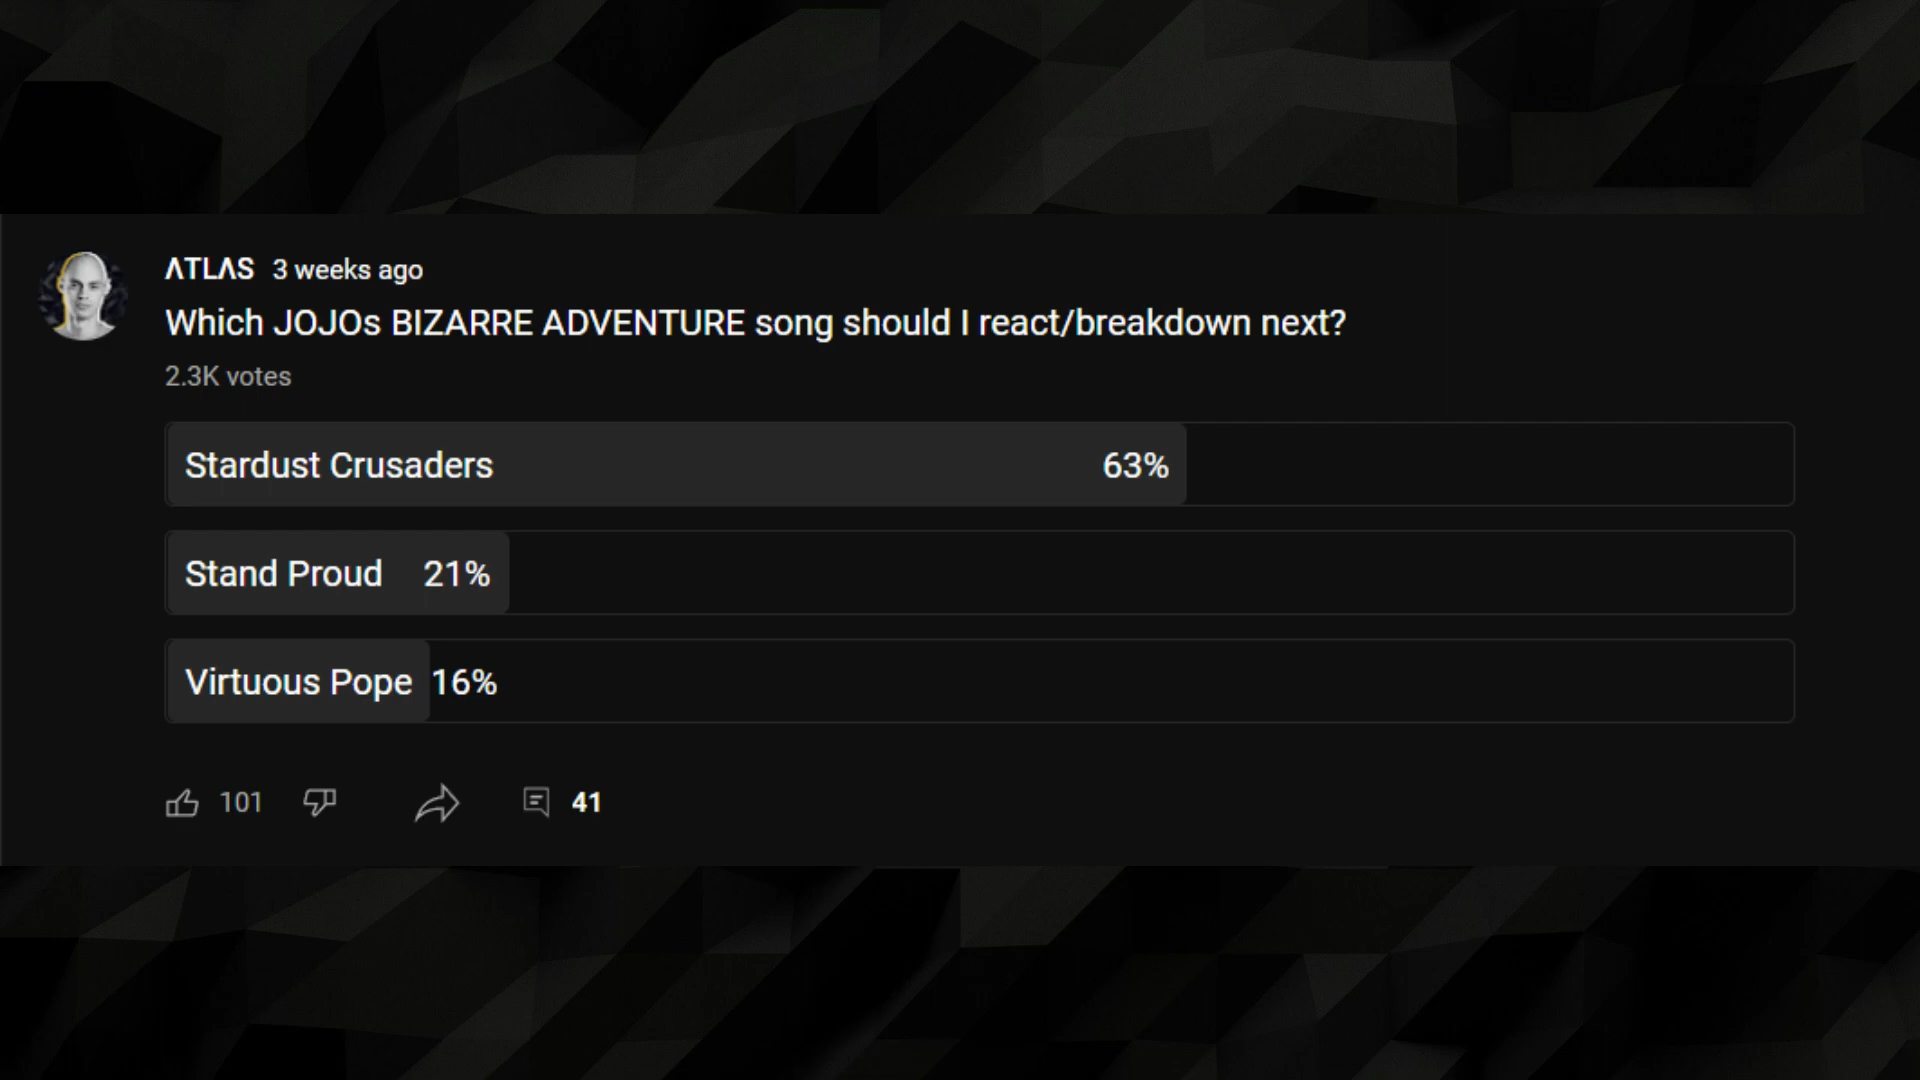 ΛTLΛS 3 weeks ago
Which JOJOs BIZARRE ADVENTURE song should I react/breakdown next?
2.3K votes
Stardust Crusaders 63%
Stand Proud 21%
Virtuous Pope 16%
101 41